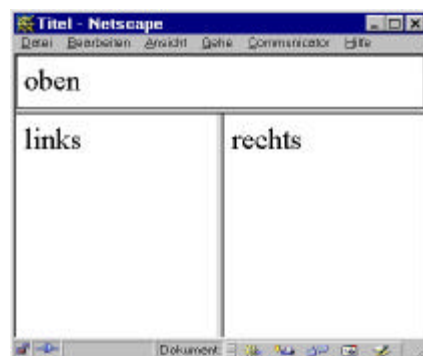 Titel - Netscape
Datei Bearbeiten Ansicht Gehe Communicator Hilfe
oben
links rechts
Dokument: